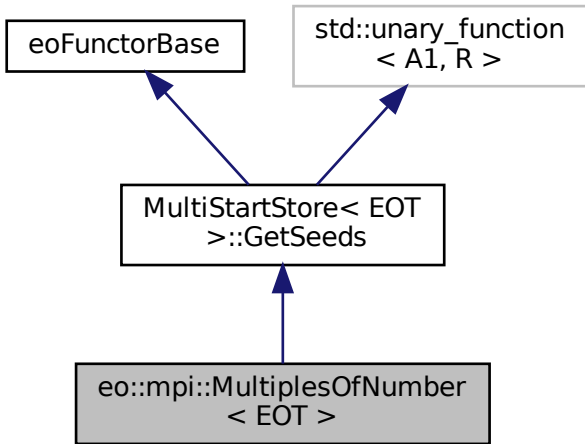 eoFunctorBase
std::unary_function
< A1, R >
MultiStartStore< EOT
>::GetSeeds
eo::mpi::MultiplesOfNumber
< EOT >